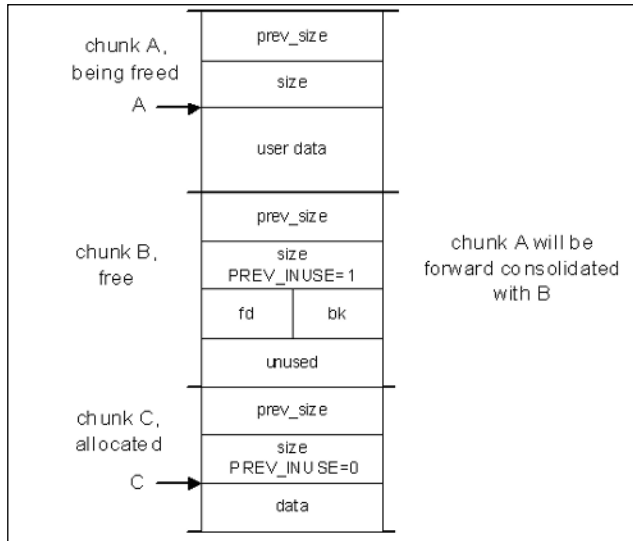 chunk A,
being freed
A
prev_size
size
user data
chunk B,
free
prev_size
size
PREV_INUSE=1
fd bk
unused
chunk A will be
forward consolidated
with B
chunk C,
allocated
C
prev_size
size
PREV_INUSE=0
data